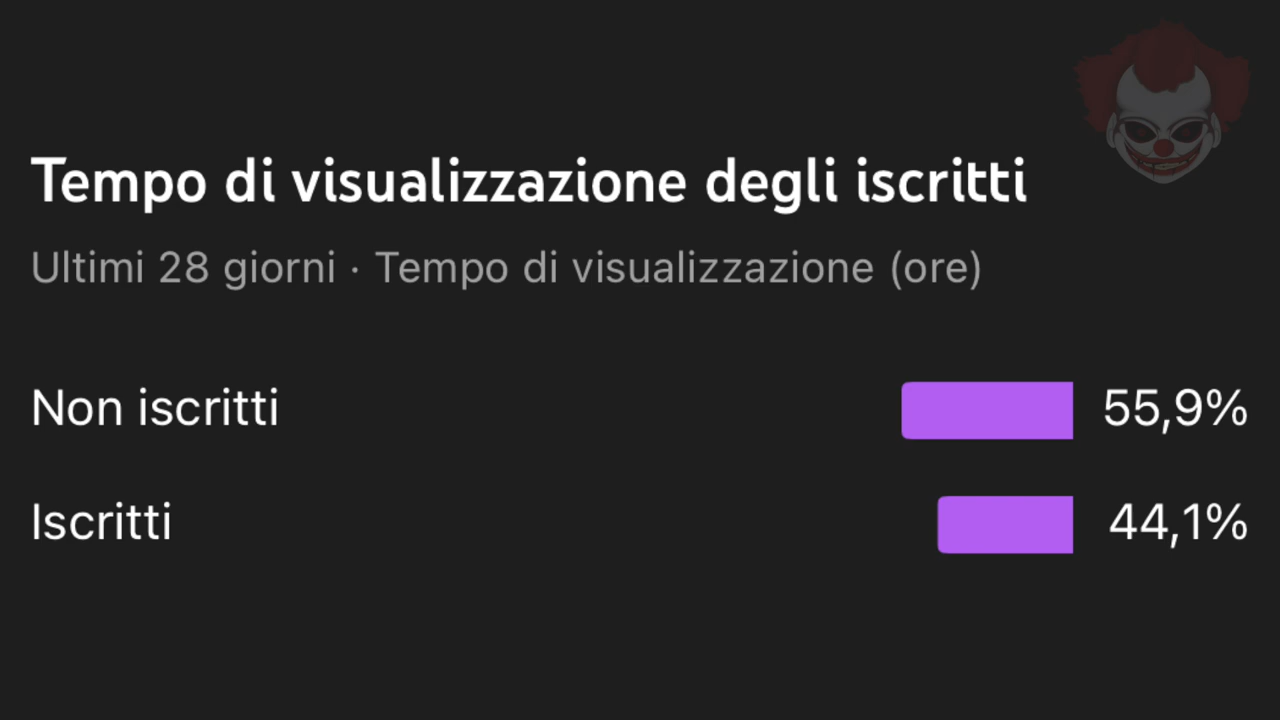 Tempo di visualizzazione degli iscritti
Ultimi 28 giorni · Tempo di visualizzazione (ore)
Non iscritti 55,9%
Iscritti 44,1%